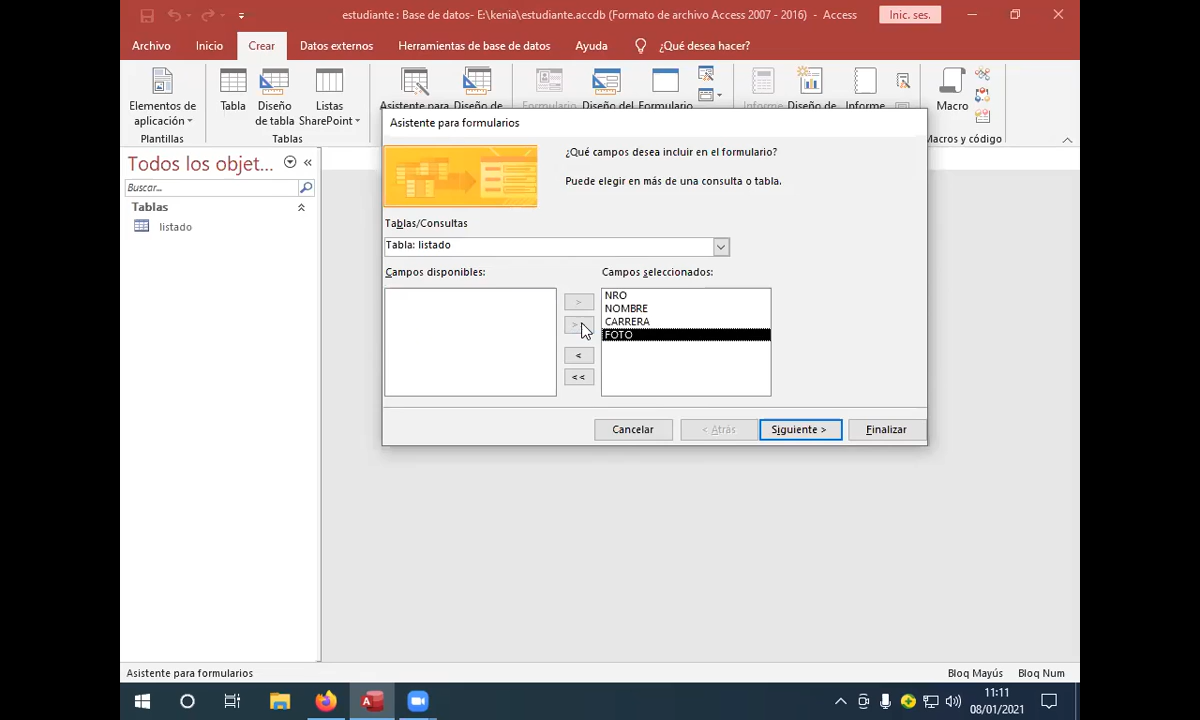 estudiante : Base de datos- E:\kenia\estudiante.accdb (Formato de archivo Access 2007 - 2016) - Access
Inic. ses.
Archivo Inicio Crear Datos externos Herramientas de base de datos Ayuda ¿Qué desea hacer?
Elementos de aplicación
Tabla
Diseño de tabla
Listas SharePoint
Asistente para Diseño de
Formulario Diseño del Formulario
Informe Diseño de Informe
Macro
Plantillas
Tablas
Macros y código
Todos los objet...
Buscar...
Tablas
listado
Asistente para formularios
¿Qué campos desea incluir en el formulario?
Puede elegir en más de una consulta o tabla.
Tablas/Consultas
Tabla: listado
Campos disponibles:
Campos seleccionados:
>
<
<<
NRO
NOMBRE
CARRERA
FOTO
Cancelar
< Atrás
Siguiente >
Finalizar
Asistente para formularios
Bloq Mayús Bloq Num
11:11
08/01/2021